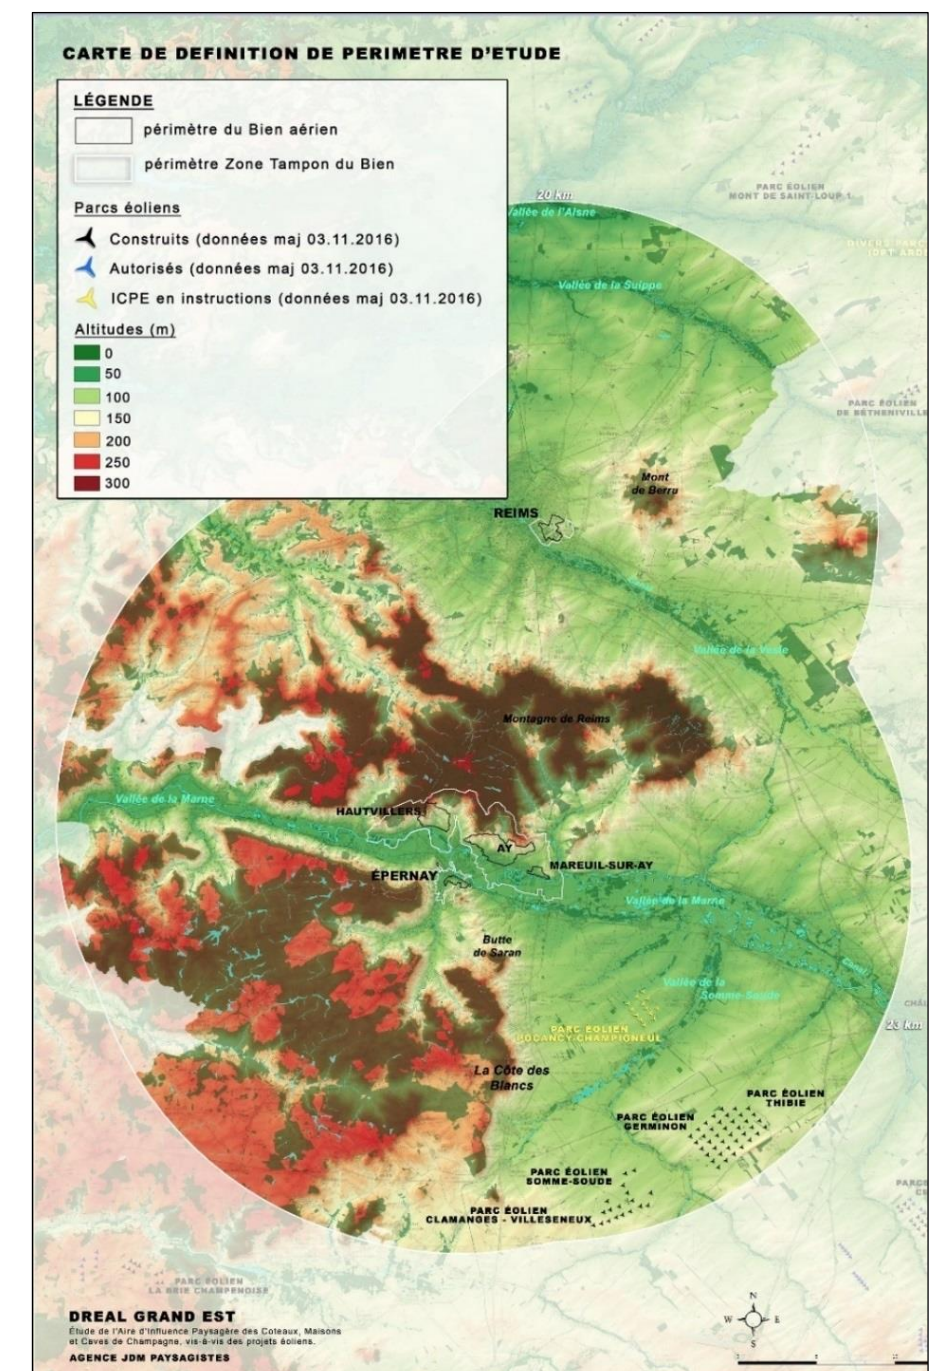 CARTE DE DEFINITION DE PERIMETRE D'ETUDE
LÉGENDE
périmètre du Bien aérien
périmètre Zone Tampon du Bien
Parcs éoliens
Construits (données maj 03.11.2016)
Autorisés (données maj 03.11.2016)
ICPE en instructions (données maj 03.11.2016)
Altitudes (m)
0
50
100
150
200
250
300
PARC ÉOLIEN
MONT DE SAINT-LOUP 1
20 km
Vallée de l'Aisne
DIVERS PARC
Vallée de la Suippe
PARC ÉOLIEN
DE BÉTHENIVILLE
Mont
de Berru
REIMS
Vallée de la Vesle
Montagne de Reims
Vallée de la Marne
HAUTVILLERS
AY
MAREUIL-SUR-AY
ÉPERNAY
Vallée de la Marne
Butte
de Saran
Canal
Vallée de la
Somme-Soude
CHÂL
23 km
PARC EOLIEN
POCANCY-CHAMPIGNEUL
La Côte des
Blancs
PARC ÉOLIEN
THIBIE
PARC ÉOLIEN
GERMINON
PARC ÉOLIEN
SOMME-SOUDE
PARC ÉOLIEN
CLAMANGES - VILLESENEUX
PARC ÉOLIEN
LA BRIE CHAMPENOISE
N
W E
S
DREAL GRAND EST
Étude de l'Aire d'Influence Paysagère des Coteaux, Maisons
et Caves de Champagne, vis-à-vis des projets éoliens.
AGENCE JDM PAYSAGISTES